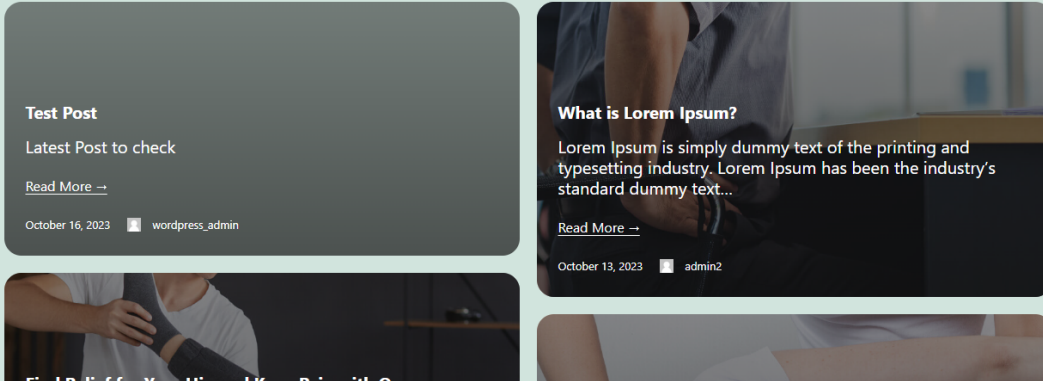 Test Post
Latest Post to check
Read More →
October 16, 2023 wordpress_admin
What is Lorem Ipsum?
Lorem Ipsum is simply dummy text of the printing and
typesetting industry. Lorem Ipsum has been the industry’s
standard dummy text...
Read More →
October 13, 2023 admin2